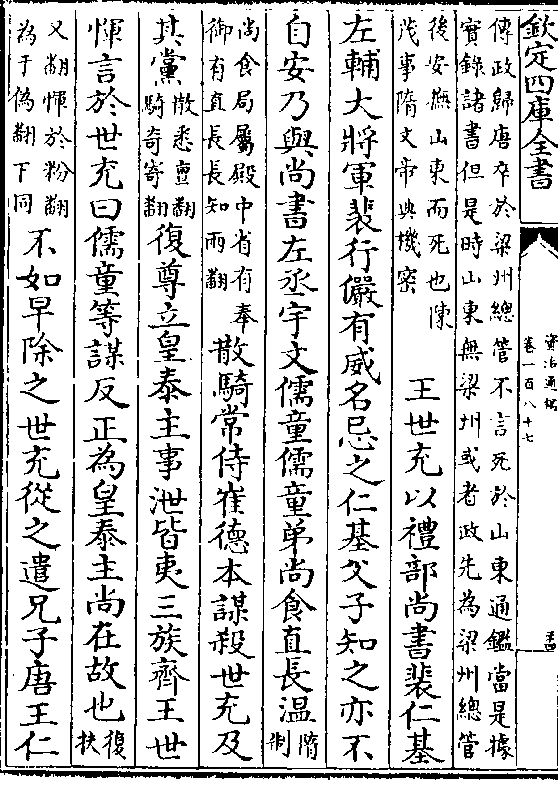 欽定四庫全書
資治通鑑
卷一百八十七
傳政歸唐卒於梁州總管不言死於山東通鑑當是據
實錄諸書但是時山東無梁州或者政先為梁州總管
後安撫山東而死也陳
茂事隋文帝典機密
王世充以禮部尚書裴仁基
左輔大將軍裴行儼有威名忌之仁基父子知之亦不
自安乃與尚書左丞宇文儒童儒童弟尚食直長溫
隋制
尚食局屬殿中省有奉
御有直長長知兩翻
散騎常侍崔德本謀殺世充及
其黨
散悉亶翻
騎奇寄翻
復尊立皇泰主事泄皆夷三族齊王世
惲言於世充曰儒童等謀反正為皇泰主尚在故也
復扶
又翻惲於粉翻
為于偽翻下同
不如早除之世充從之遣兄子唐王仁